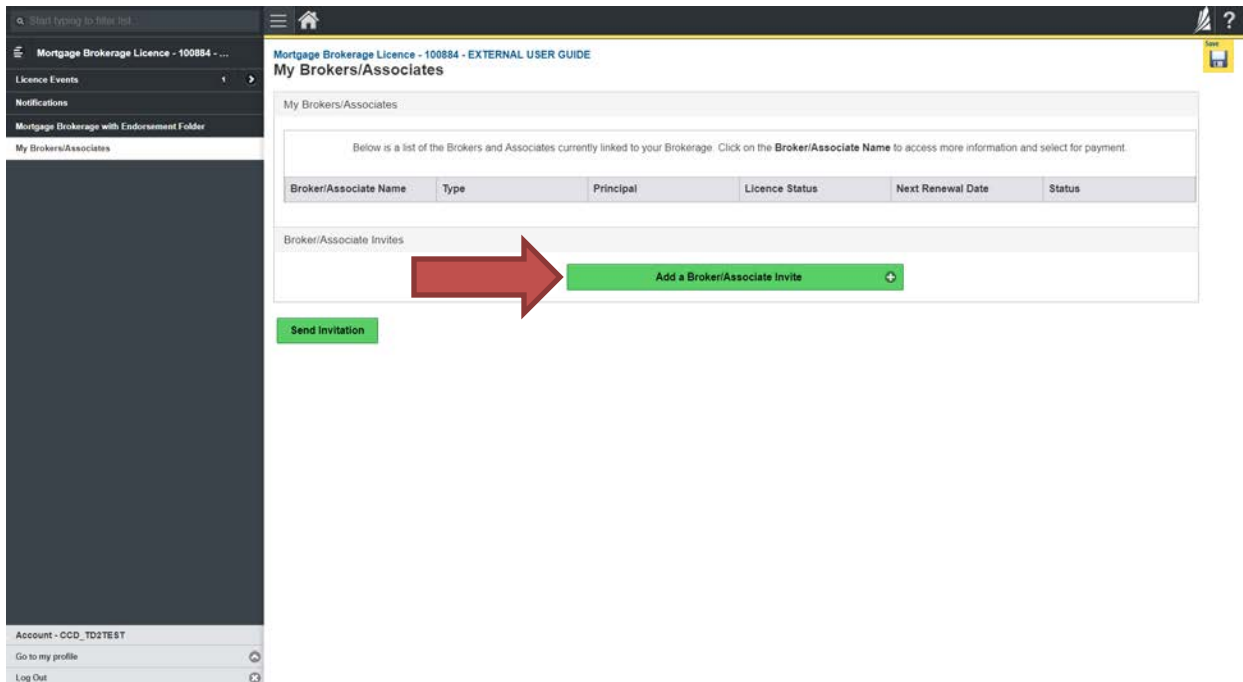 Start typing to filter list...
Mortgage Brokerage Licence - 100884 - ...
Licence Events 1
Notifications
Mortgage Brokerage with Endorsement Folder
My Brokers/Associates
Account - CCD_TD2TEST
Go to my profile
Log Out
?
Save
Mortgage Brokerage Licence - 100884 - EXTERNAL USER GUIDE
My Brokers/Associates
My Brokers/Associates
Below is a list of the Brokers and Associates currently linked to your Brokerage. Click on the Broker/Associate Name to access more information and select for payment.
Broker/Associate Name Type Principal Licence Status Next Renewal Date Status
Broker/Associate Invites
Add a Broker/Associate Invite
Send Invitation